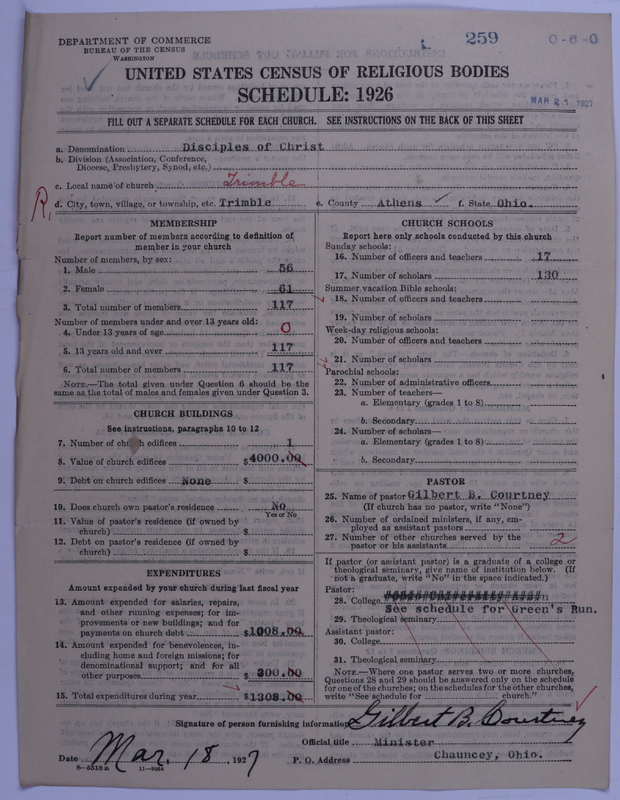 259
0-6-0
DEPARTMENT OF COMMERCE
BUREAU OF THE CENSUS
WASHINGTON
UNITED STATES CENSUS OF RELIGIOUS BODIES
SCHEDULE: 1926
MAR 21 1927
FILL OUT A SEPARATE SCHEDULE FOR EACH CHURCH. SEE INSTRUCTIONS ON THE BACK OF THIS SHEET
a. Denomination Disciples of Christ
b. Division (Association, Conference,
Diocese, Presbytery, Synod, etc.)
c. Local name of church Trimble
R. d. City, town, village, or township, etc. Trimble e. County Athens ✓ f. State Ohio.
MEMBERSHIP
Report number of members according to definition of
member in your church
Number of members, by sex:
1. Male 56
2. Female 61
3. Total number of members 117
Number of members under and over 13 years old:
4. Under 13 years of age 0
5. 13 years old and over 117
6. Total number of members 117
NOTE.—The total given under Question 6 should be the
same as the total of males and females given under Question 3.
CHURCH BUILDINGS
See instructions, paragraphs 10 to 12
7. Number of church edifices 1
8. Value of church edifices $4000.00
9. Debt on church edifices None $
10. Does church own pastor's residence No
Yes or No
11. Value of pastor's residence (if owned by
church) $
12. Debt on pastor's residence (if owned by
church) $
EXPENDITURES
Amount expended by your church during last fiscal year
13. Amount expended for salaries, repairs,
and other running expenses; for im-
provements or new buildings; and for
payments on church debt $1008.00
14. Amount expended for benevolences, in-
cluding home and foreign missions; for
denominational support; and for all
other purposes $300.00
15. Total expenditures during year $1308.00
CHURCH SCHOOLS
Report here only schools conducted by this church
Sunday schools:
16. Number of officers and teachers 17
17. Number of scholars 130
Summer vacation Bible schools:
18. Number of officers and teachers
19. Number of scholars
Week-day religious schools:
20. Number of officers and teachers
21. Number of scholars
Parochial schools:
22. Number of administrative officers
23. Number of teachers—
a. Elementary (grades 1 to 8)
b. Secondary
24. Number of scholars—
a. Elementary (grades 1 to 8)
b. Secondary
PASTOR
25. Name of pastor Gilbert B. Courtney
(If church has no pastor, write "None")
26. Number of ordained ministers, if any, em-
ployed as assistant pastors
27. Number of other churches served by the
pastor or his assistants 2
If pastor (or assistant pastor) is a graduate of a college or
theological seminary, give name of institution below. (If
not a graduate, write "No" in the space indicated.)
Pastor:
28. College
See schedule for Green's Run.
29. Theological seminary
Assistant pastor:
30. College
31. Theological seminary
NOTE.—Where one pastor serves two or more churches,
Questions 28 and 29 should be answered only on the schedule
for one of the churches; on the schedules for the other churches,
write "See schedule for church."
Signature of person furnishing information Gilbert B. Courtney
Official title Minister
Date Mar. 18, 1927 P. O. Address Chauncey, Ohio.
8-5518 a 11-9054